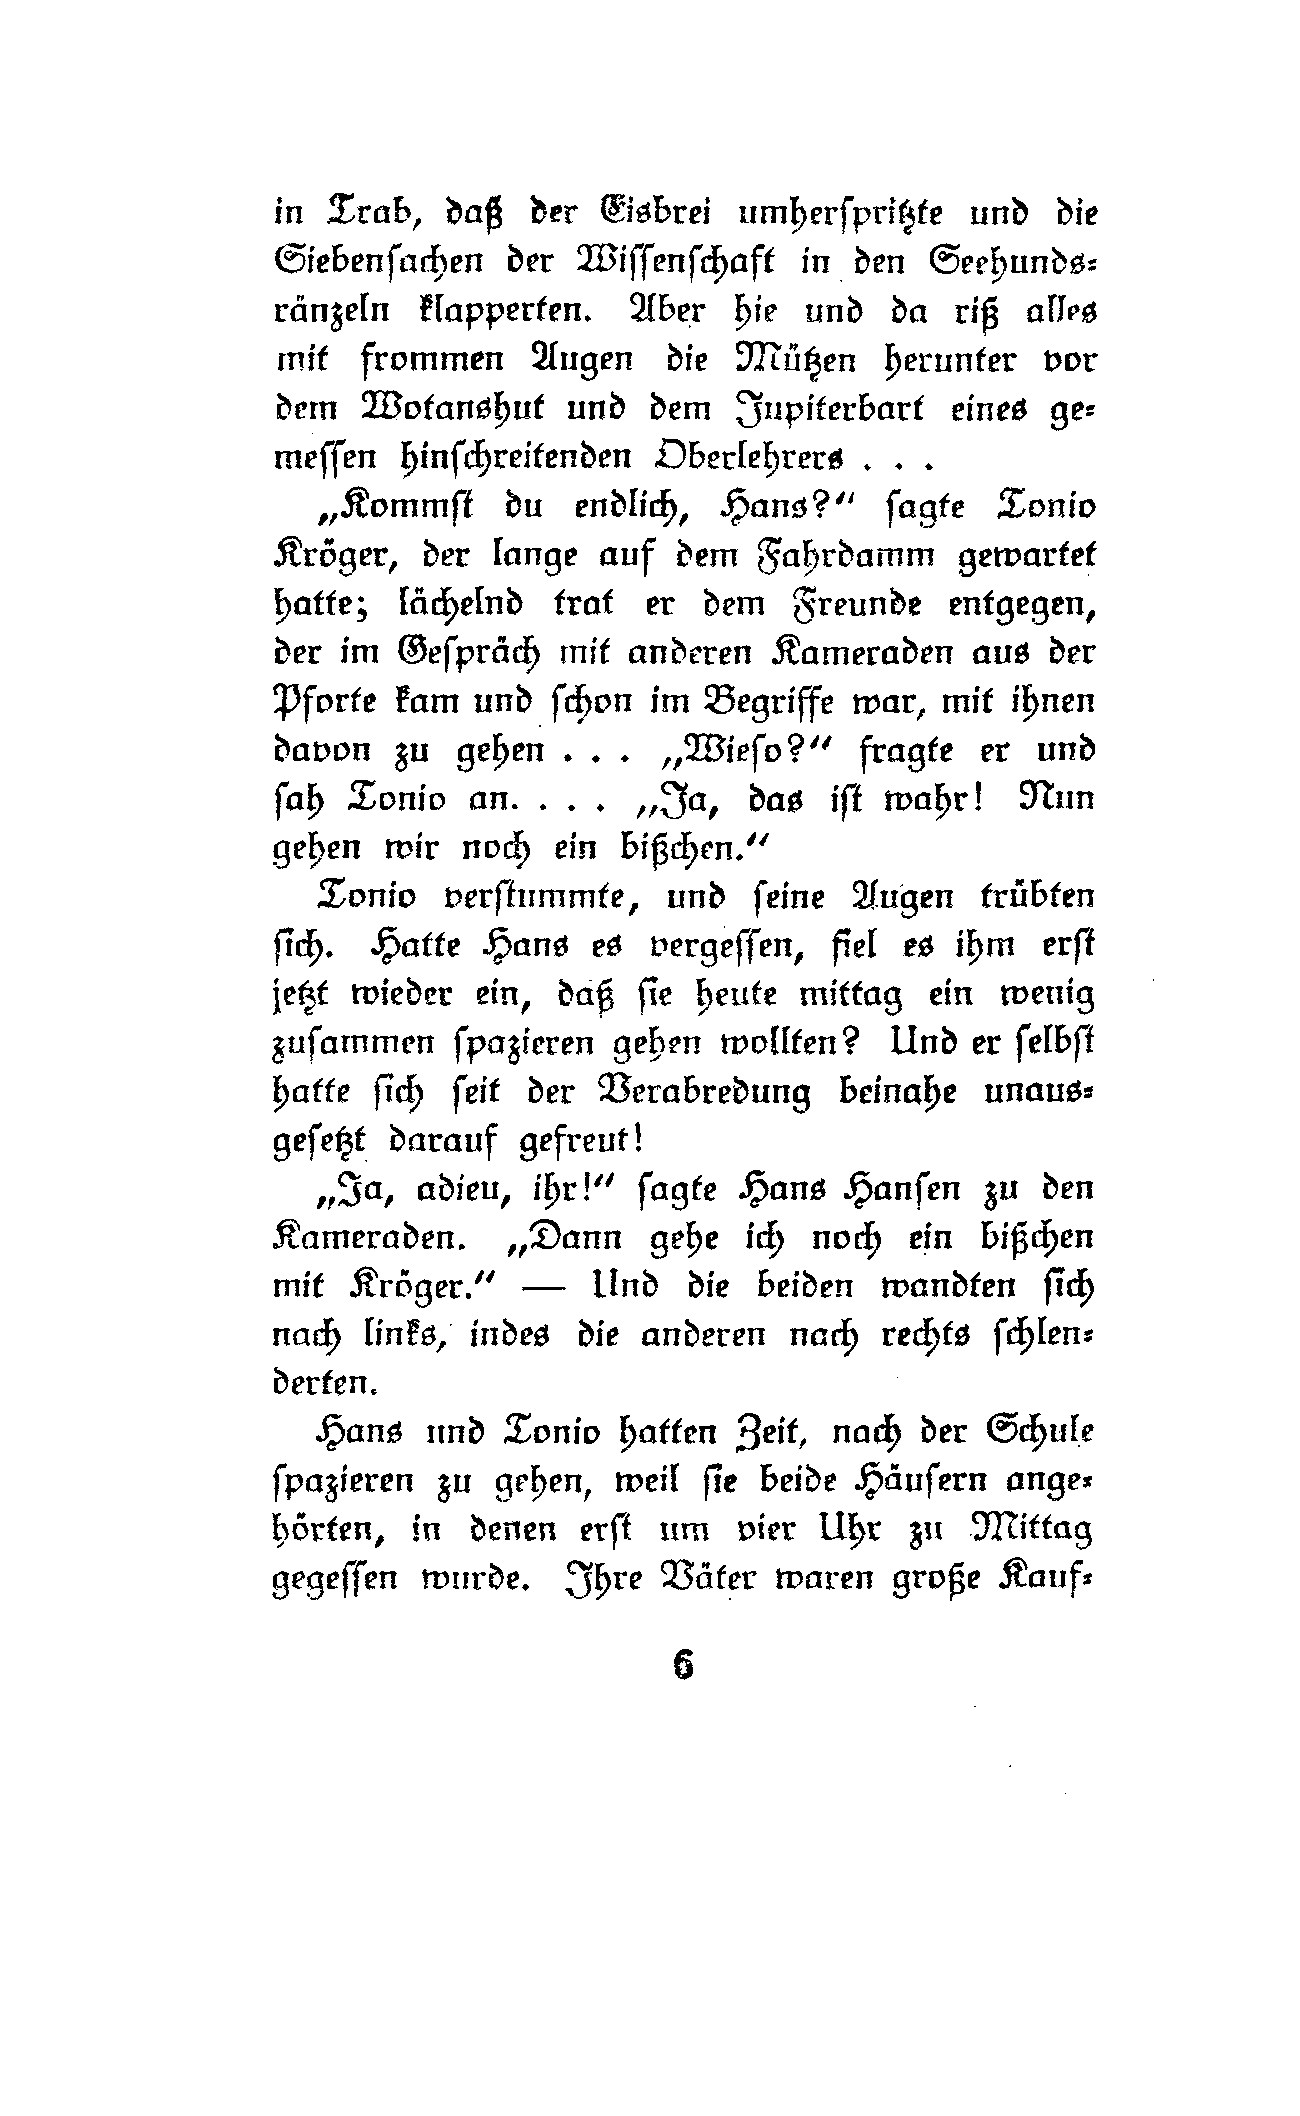 in Trab, daß der Eisbrei umherspritzte und die
Siebensachen der Wissenschaft in den Seehunds-
ränzeln klapperten. Aber hie und da riß alles
mit frommen Augen die Mützen herunter vor
dem Wotanshut und dem Jupiterbart eines ge-
messen hinschreitenden Oberlehrers . . .
„Kommst du endlich, Hans?“ sagte Tonio
Kröger, der lange auf dem Fahrdamm gewartet
hatte; lächelnd trat er dem Freunde entgegen,
der im Gespräch mit anderen Kameraden aus der
Pforte kam und schon im Begriffe war, mit ihnen
davon zu gehen . . . „Wieso?“ fragte er und
sah Tonio an. . . . „Ja, das ist wahr! Nun
gehen wir noch ein bißchen.“
Tonio verstummte, und seine Augen trübten
sich. Hatte Hans es vergessen, fiel es ihm erst
jetzt wieder ein, daß sie heute mittag ein wenig
zusammen spazieren gehen wollten? Und er selbst
hatte sich seit der Verabredung beinahe unaus-
gesetzt darauf gefreut!
„Ja, adieu, ihr!“ sagte Hans Hansen zu den
Kameraden. „Dann gehe ich noch ein bißchen
mit Kröger.“ — Und die beiden wandten sich
nach links, indes die anderen nach rechts schlen-
derten.
Hans und Tonio hatten Zeit, nach der Schule
spazieren zu gehen, weil sie beide Häusern ange-
hörten, in denen erst um vier Uhr zu Mittag
gegessen wurde. Ihre Väter waren große Kauf-
6